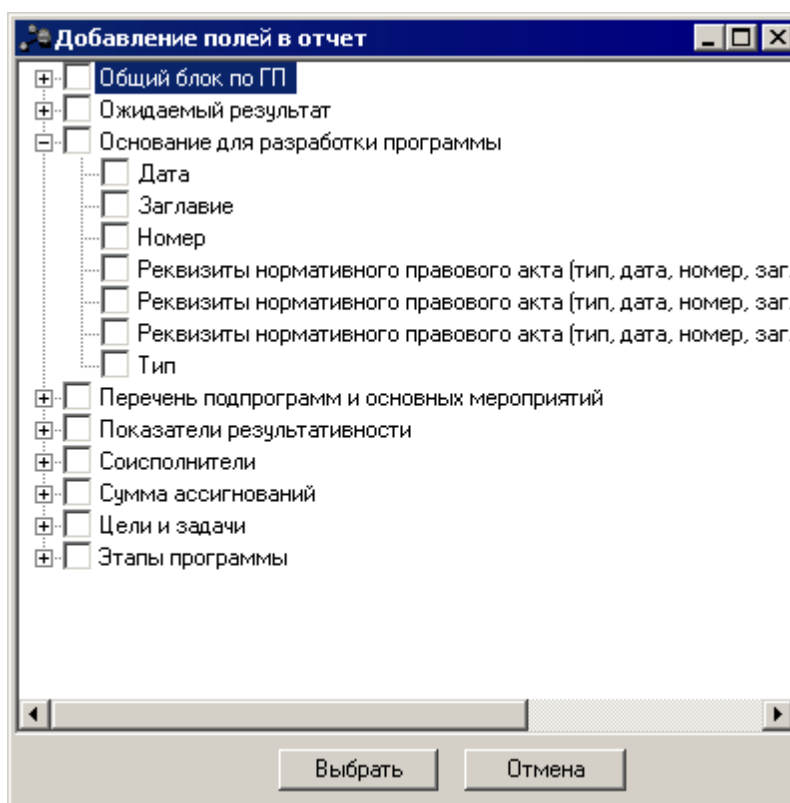 Добавление полей в отчет
Общий блок по ГП
Ожидаемый результат
Основание для разработки программы
Дата
Заглавие
Номер
Реквизиты нормативного правового акта (тип, дата, номер, заг.
Реквизиты нормативного правового акта (тип, дата, номер, заг.
Реквизиты нормативного правового акта (тип, дата, номер, заг.
Тип
Перечень подпрограмм и основных мероприятий
Показатели результативности
Соисполнители
Сумма ассигнований
Цели и задачи
Этапы программы
Выбрать
Отмена